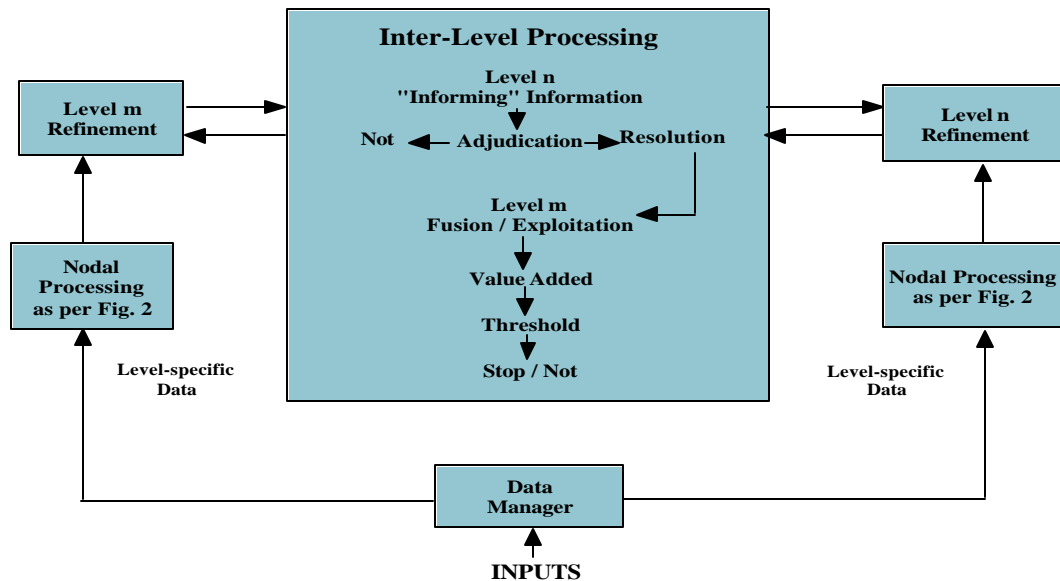 Inter-Level Processing
Level n
"Informing" Information
Not
Adjudication
Resolution
Level m
Fusion / Exploitation
Value Added
Threshold
Stop / Not
Level m
Refinement
Level n
Refinement
Nodal
Processing
as per Fig. 2
Nodal Processing
as per Fig. 2
Level-specific
Data
Level-specific
Data
Data
Manager
INPUTS